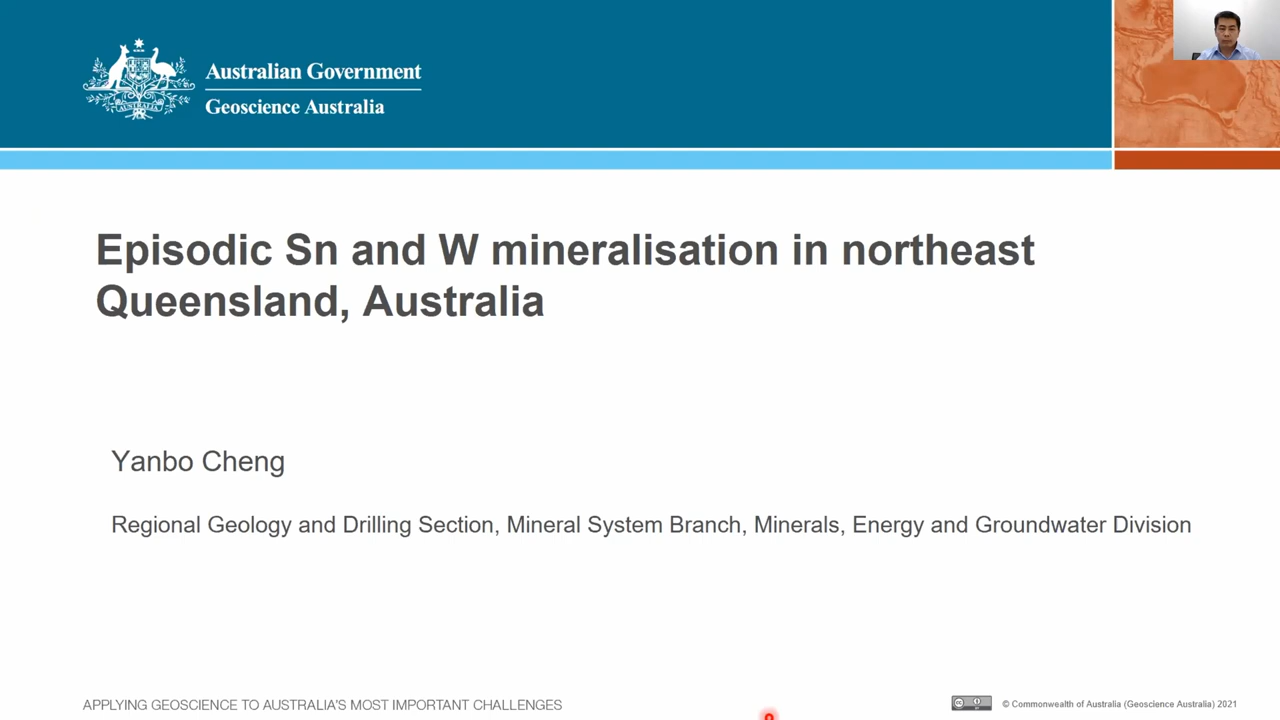 Australian Government
Geoscience Australia
Episodic Sn and W mineralisation in northeast
Queensland, Australia
Yanbo Cheng
Regional Geology and Drilling Section, Mineral System Branch, Minerals, Energy and Groundwater Division
APPLYING GEOSCIENCE TO AUSTRALIA'S MOST IMPORTANT CHALLENGES
© Commonwealth of Australia (Geoscience Australia) 2021